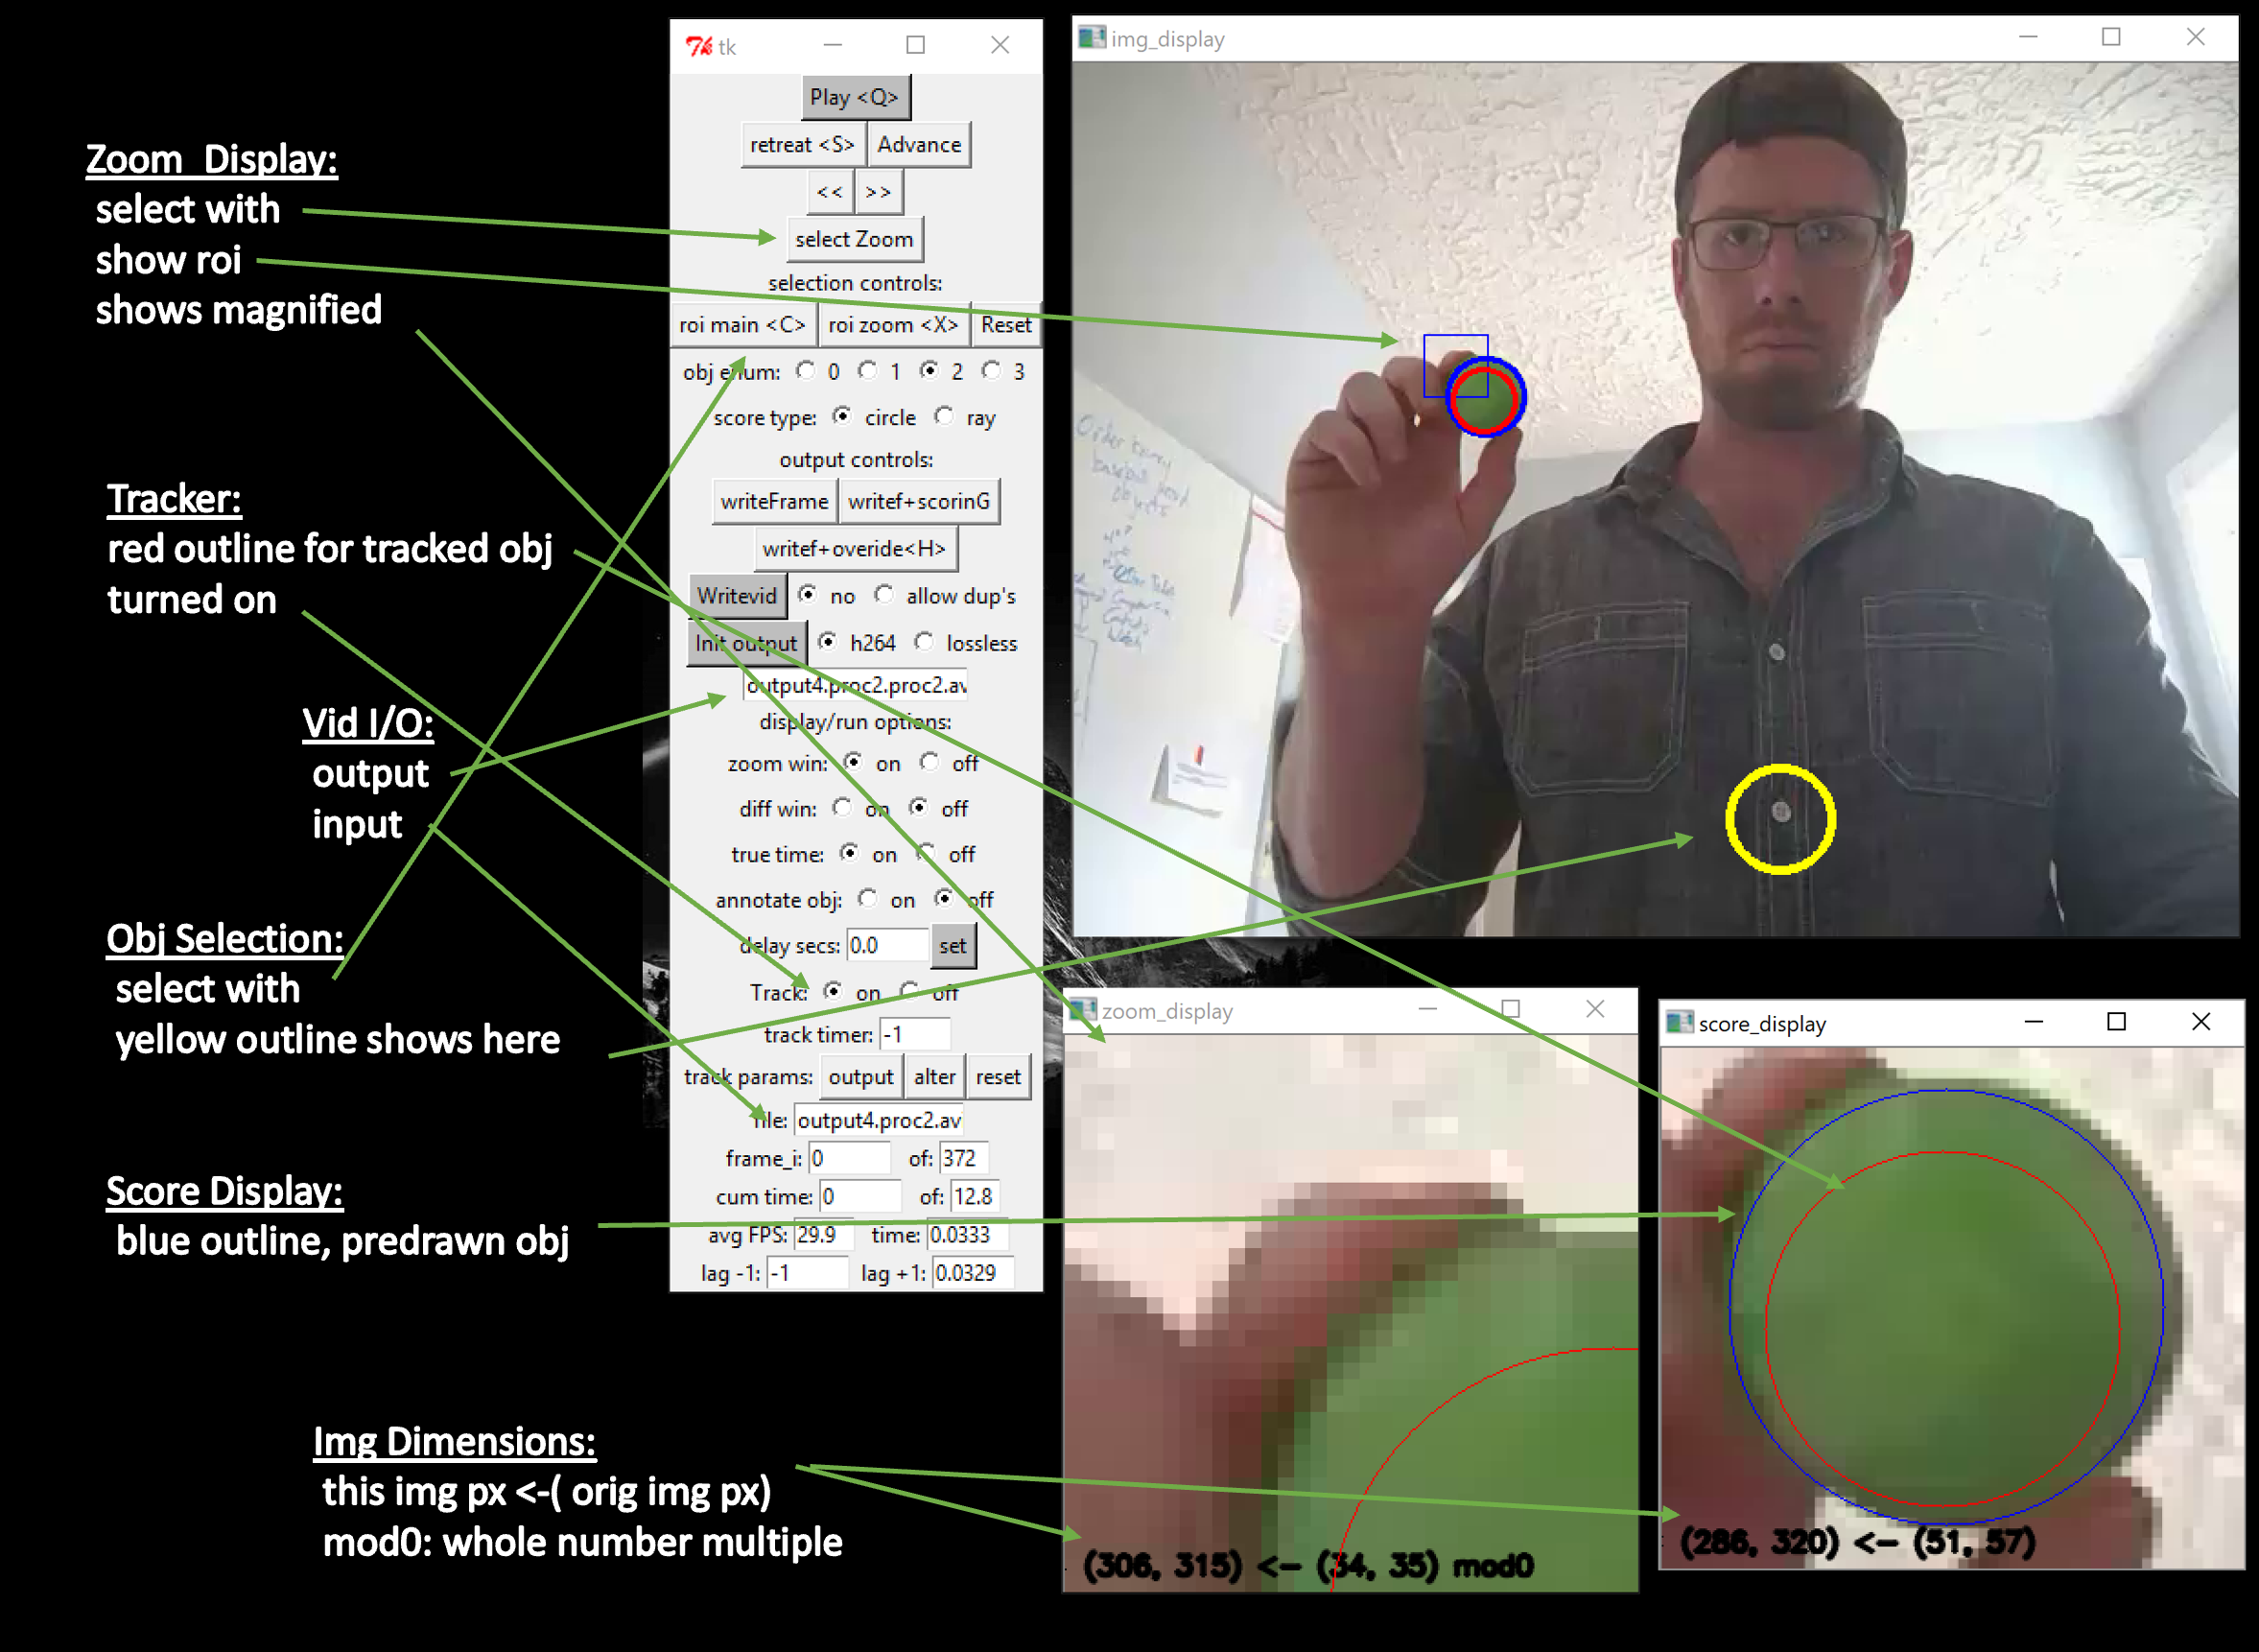 Zoom Display:
select with
show roi
shows magnified
Tracker:
red outline for tracked obj
turned on
Vid I/O:
output
input
Obj Selection:
select with
yellow outline shows here
Score Display:
blue outline, predrawn obj
Img Dimensions:
this img px <-( orig img px)
mod0: whole number multiple
tk
Play <Q>
retreat <S> Advance
<< >>
select Zoom
selection controls:
roi main <C> roi zoom <X> Reset
obj enum: 0 1 2 3
score type: circle ray
output controls:
writeFrame writef+scorinG
writef+overide<H>
Writevid no allow dup's
Init output h264 lossless
output4.proc2.proc2.av
display/run options:
zoom win: on off
diff win: on off
true time: on off
annotate obj: on off
delay secs: 0.0 set
Track: on off
track timer: -1
track params: output alter reset
file: output4.proc2.av
frame_i: 0 of: 372
cum time: 0 of: 12.8
avg FPS: 29.9 time: 0.0333
lag -1: -1 lag +1: 0.0329
img_display
Order
objects
zoom_display
(306, 315) <- (34, 35) mod0
score_display
(286, 320) <- (51, 57)